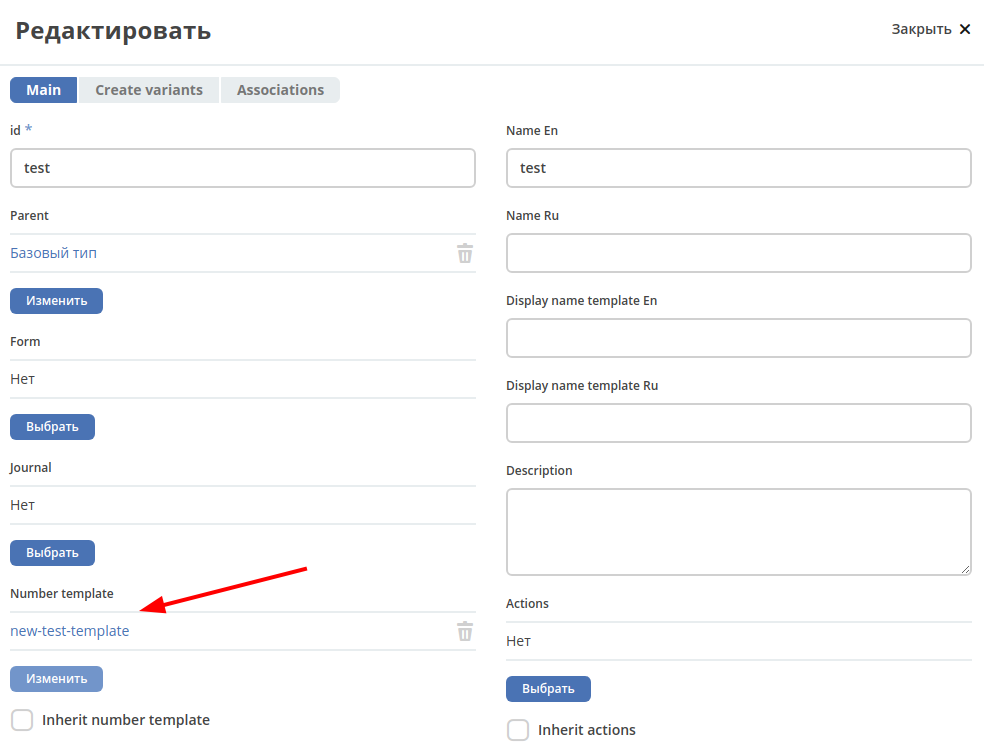 Редактировать
Закрыть
Main
Create variants
Associations
id *
test
Parent
Базовый тип
Изменить
Form
Нет
Выбрать
Journal
Нет
Выбрать
Number template
new-test-template
Изменить
Inherit number template
Name En
test
Name Ru
Display name template En
Display name template Ru
Description
Actions
Нет
Выбрать
Inherit actions